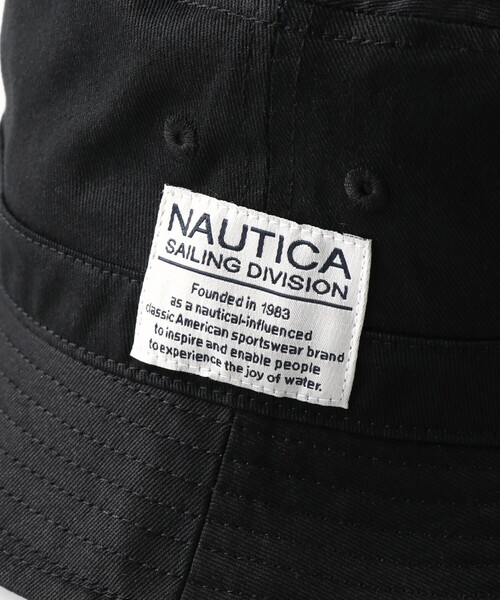 NAUTICA
SAILING DIVISION
Founded in 1983
as a nautical-influenced
classic American sportswear brand
to inspire and enable people
to experience the joy of water.